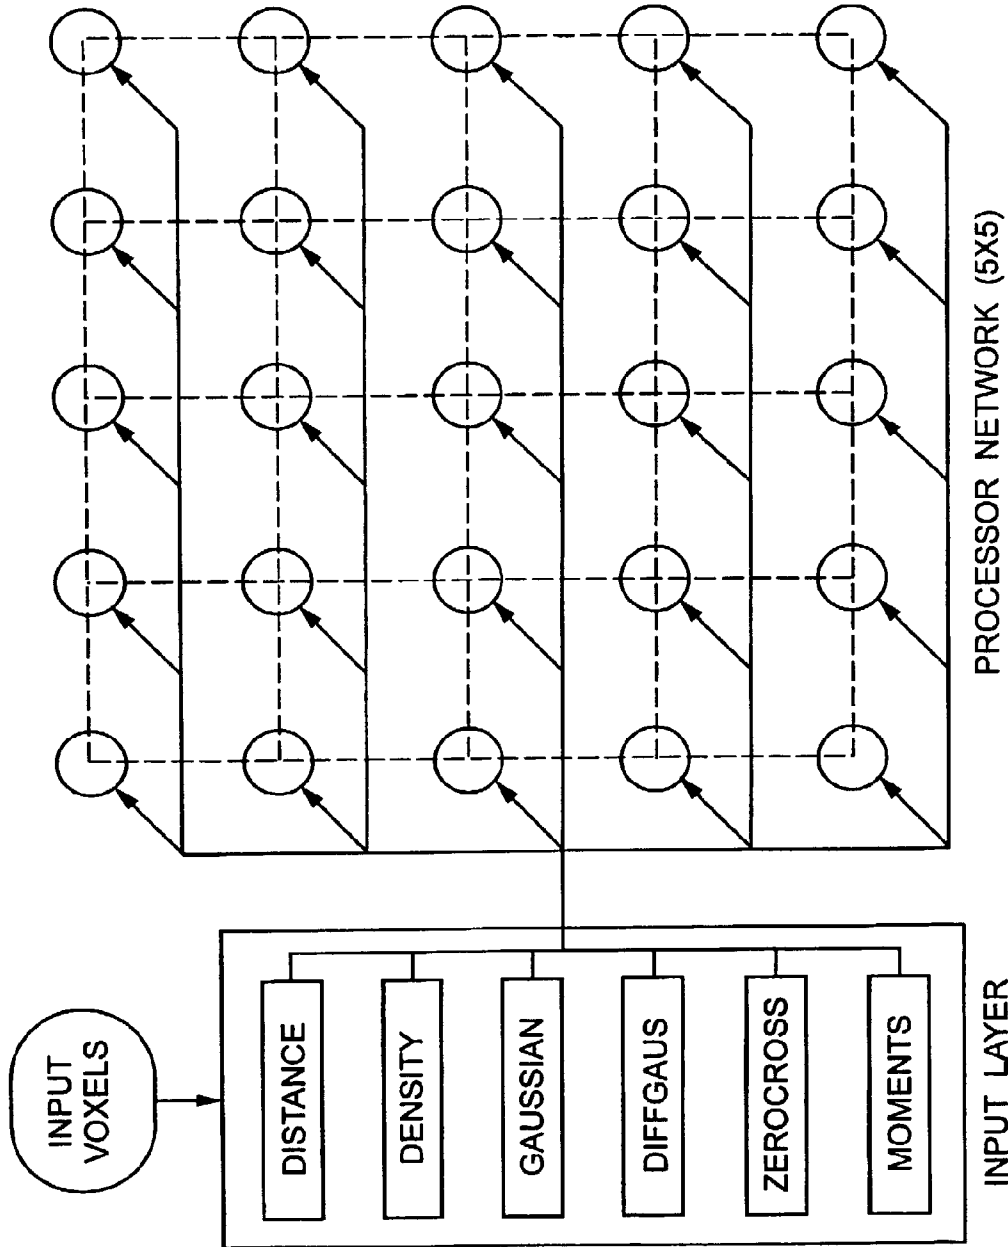 INPUT
VOXELS
DISTANCE
DENSITY
GAUSSIAN
DIFFGAUS
ZEROCROSS
MOMENTS
INPUT LAYER
PROCESSOR NETWORK (5X5)